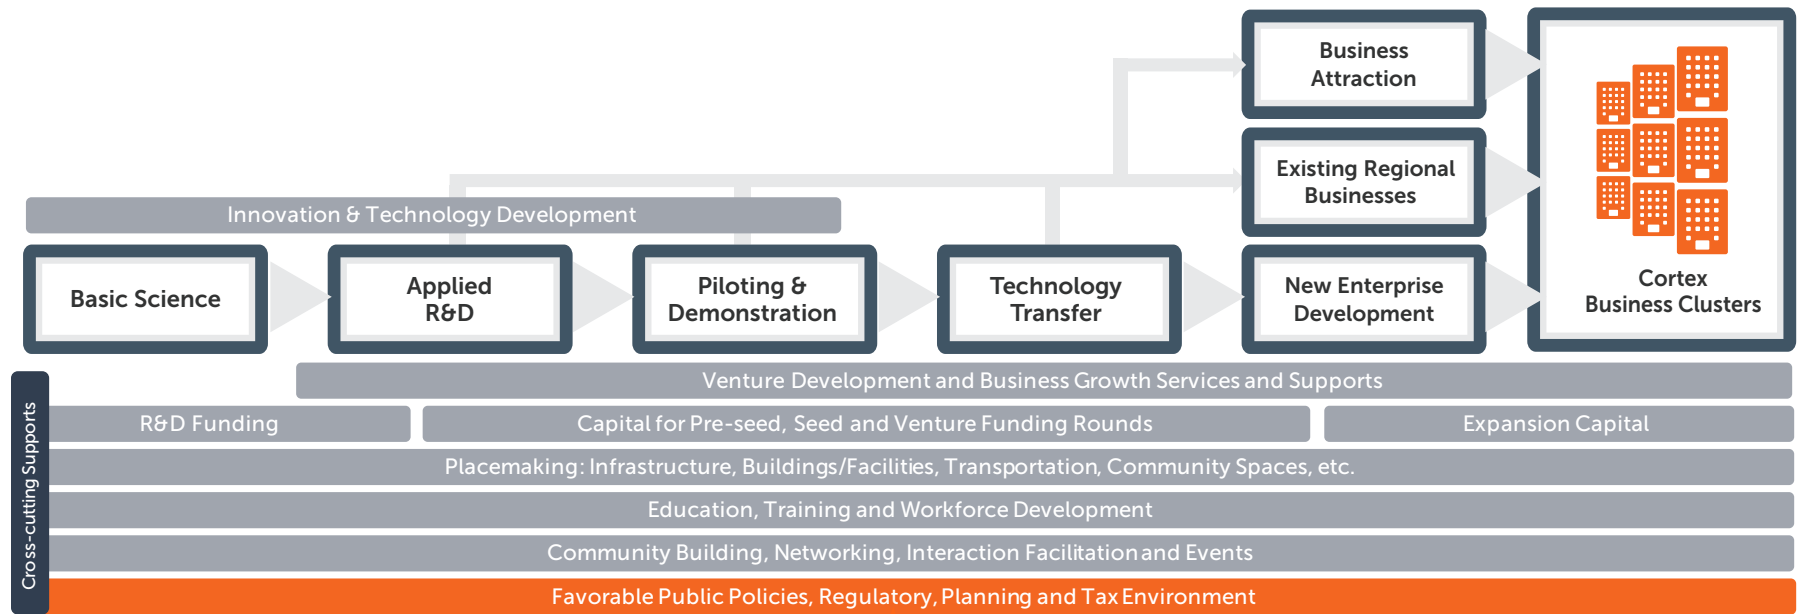 Business
Attraction
Existing Regional
Businesses
Innovation & Technology Development
Basic Science
Applied
R&D
Piloting &
Demonstration
Technology
Transfer
New Enterprise
Development
Cortex
Business Clusters
Cross-cutting Supports
Venture Development and Business Growth Services and Supports
R&D Funding
Capital for Pre-seed, Seed and Venture Funding Rounds
Expansion Capital
Placemaking: Infrastructure, Buildings/Facilities, Transportation, Community Spaces, etc.
Education, Training and Workforce Development
Community Building, Networking, Interaction Facilitation and Events
Favorable Public Policies, Regulatory, Planning and Tax Environment